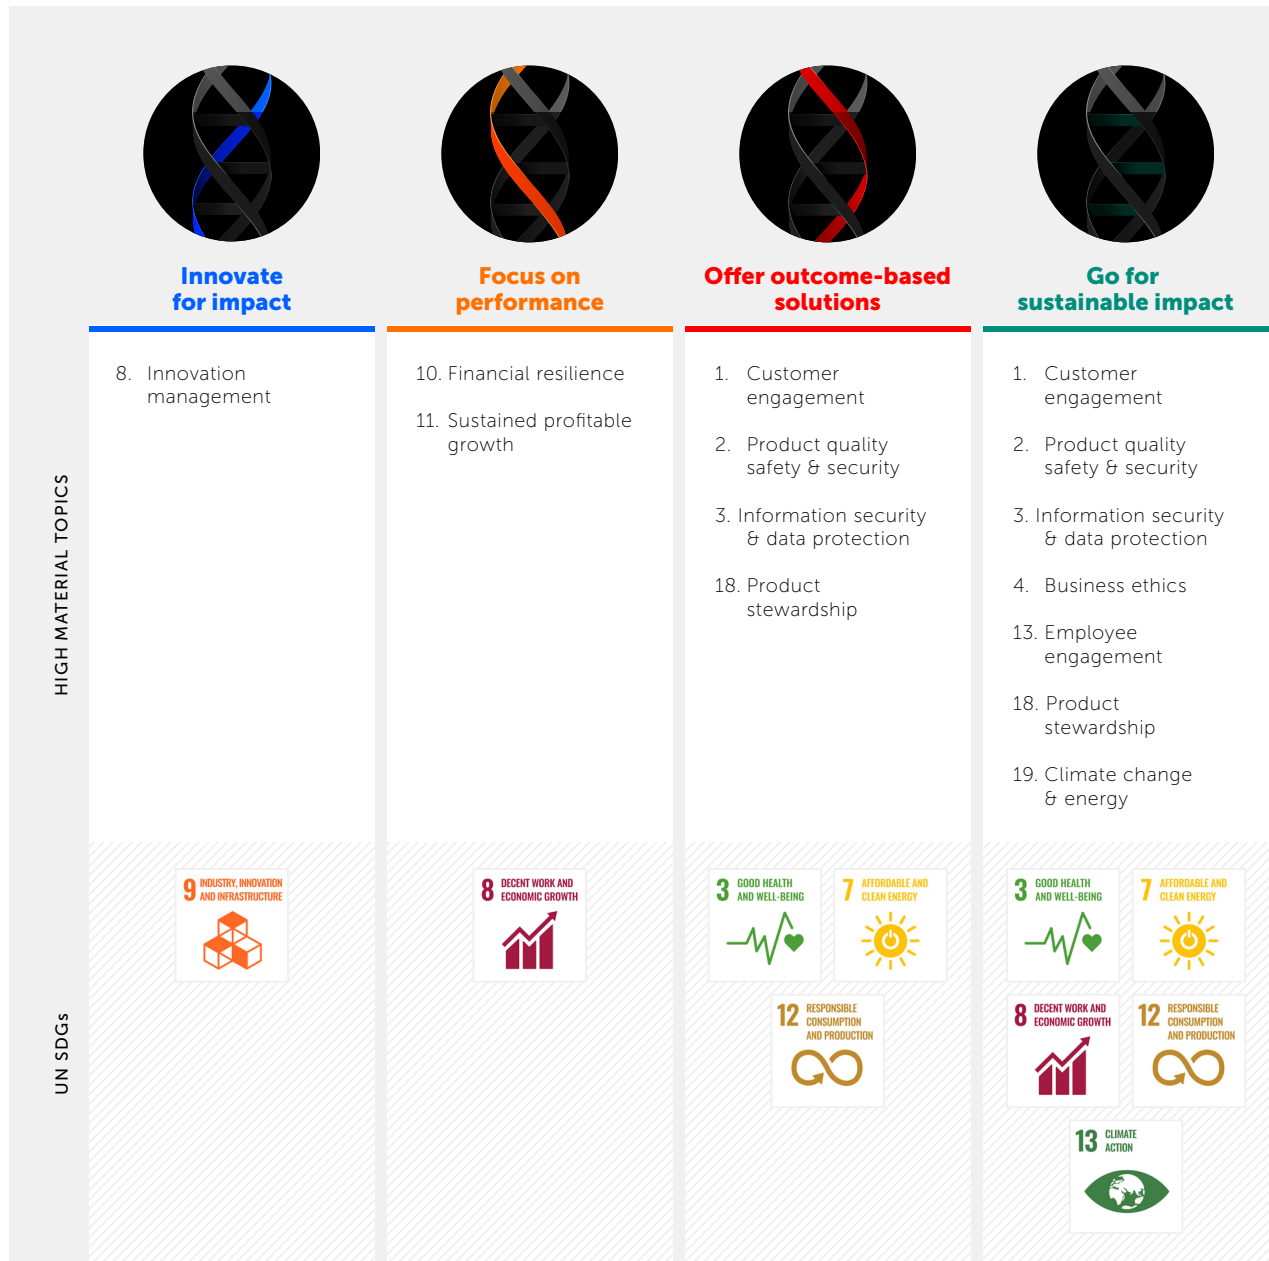 Innovate
for impact
Focus on
performance
Offer outcome-based
solutions
Go for
sustainable impact
HIGH MATERIAL TOPICS
8. Innovation
management
10. Financial resilience
11. Sustained profitable
growth
1. Customer
engagement
2. Product quality
safety & security
3. Information security
& data protection
18. Product
stewardship
1. Customer
engagement
2. Product quality
safety & security
3. Information security
& data protection
4. Business ethics
13. Employee
engagement
18. Product
stewardship
19. Climate change
& energy
UN SDGs
9 INDUSTRY, INNOVATION
AND INFRASTRUCTURE
8 DECENT WORK AND
ECONOMIC GROWTH
3 GOOD HEALTH
AND WELL-BEING
7 AFFORDABLE AND
CLEAN ENERGY
12 RESPONSIBLE
CONSUMPTION
AND PRODUCTION
3 GOOD HEALTH
AND WELL-BEING
7 AFFORDABLE AND
CLEAN ENERGY
8 DECENT WORK AND
ECONOMIC GROWTH
12 RESPONSIBLE
CONSUMPTION
AND PRODUCTION
13 CLIMATE
ACTION